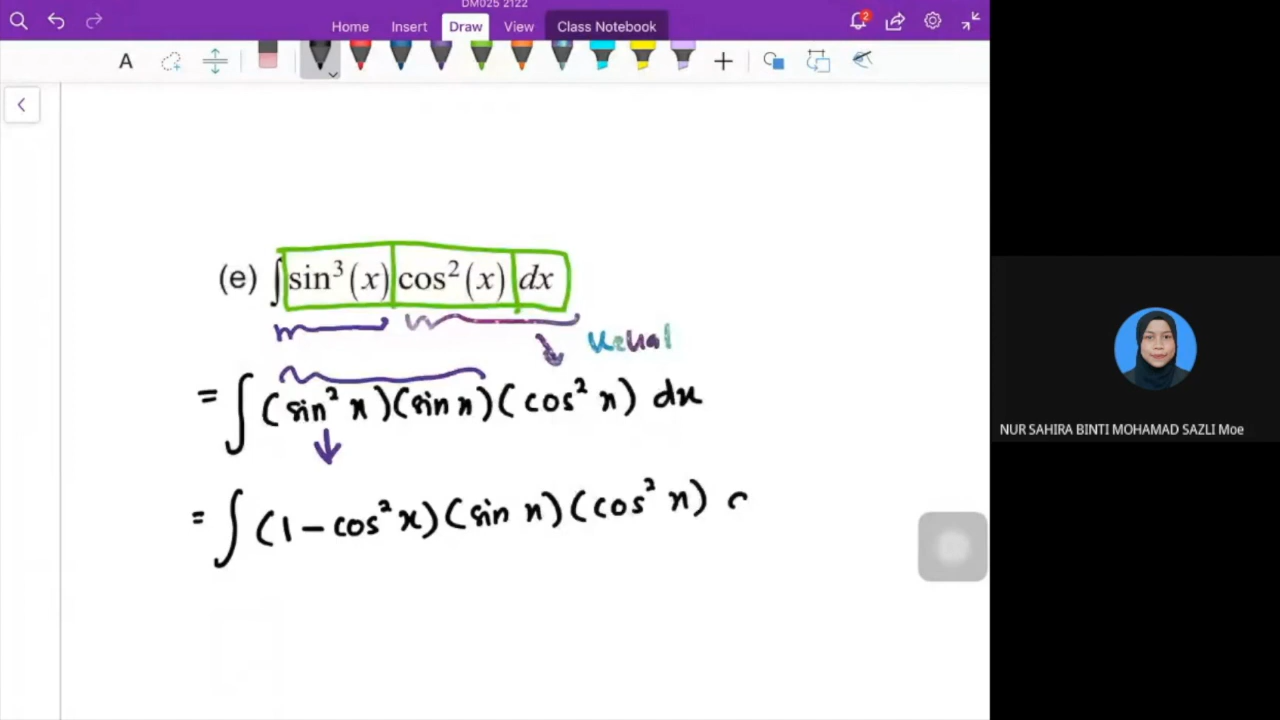 DM025 2122
Home Insert Draw View Class Notebook
2
A
(e) ∫ sin³(x) cos²(x) dx
usual
= ∫ (sin² x)(sin x)(cos² x) dx
NUR SAHIRA BINTI MOHAMAD SAZLI Moe
= ∫ (1 – cos² x)(sin x)(cos² x)